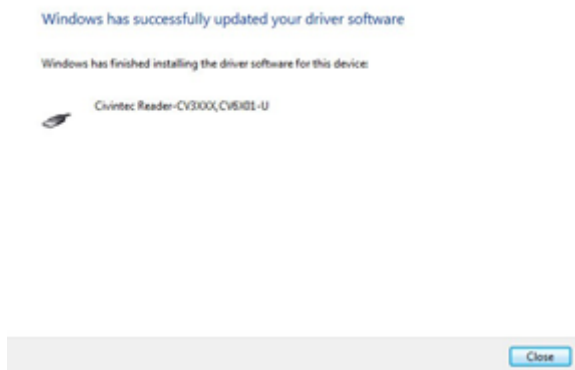 Windows has successfully updated your driver software
Windows has finished installing the driver software for this device:
Civintec Reader-CV3XXX,CV6X01-U
Close